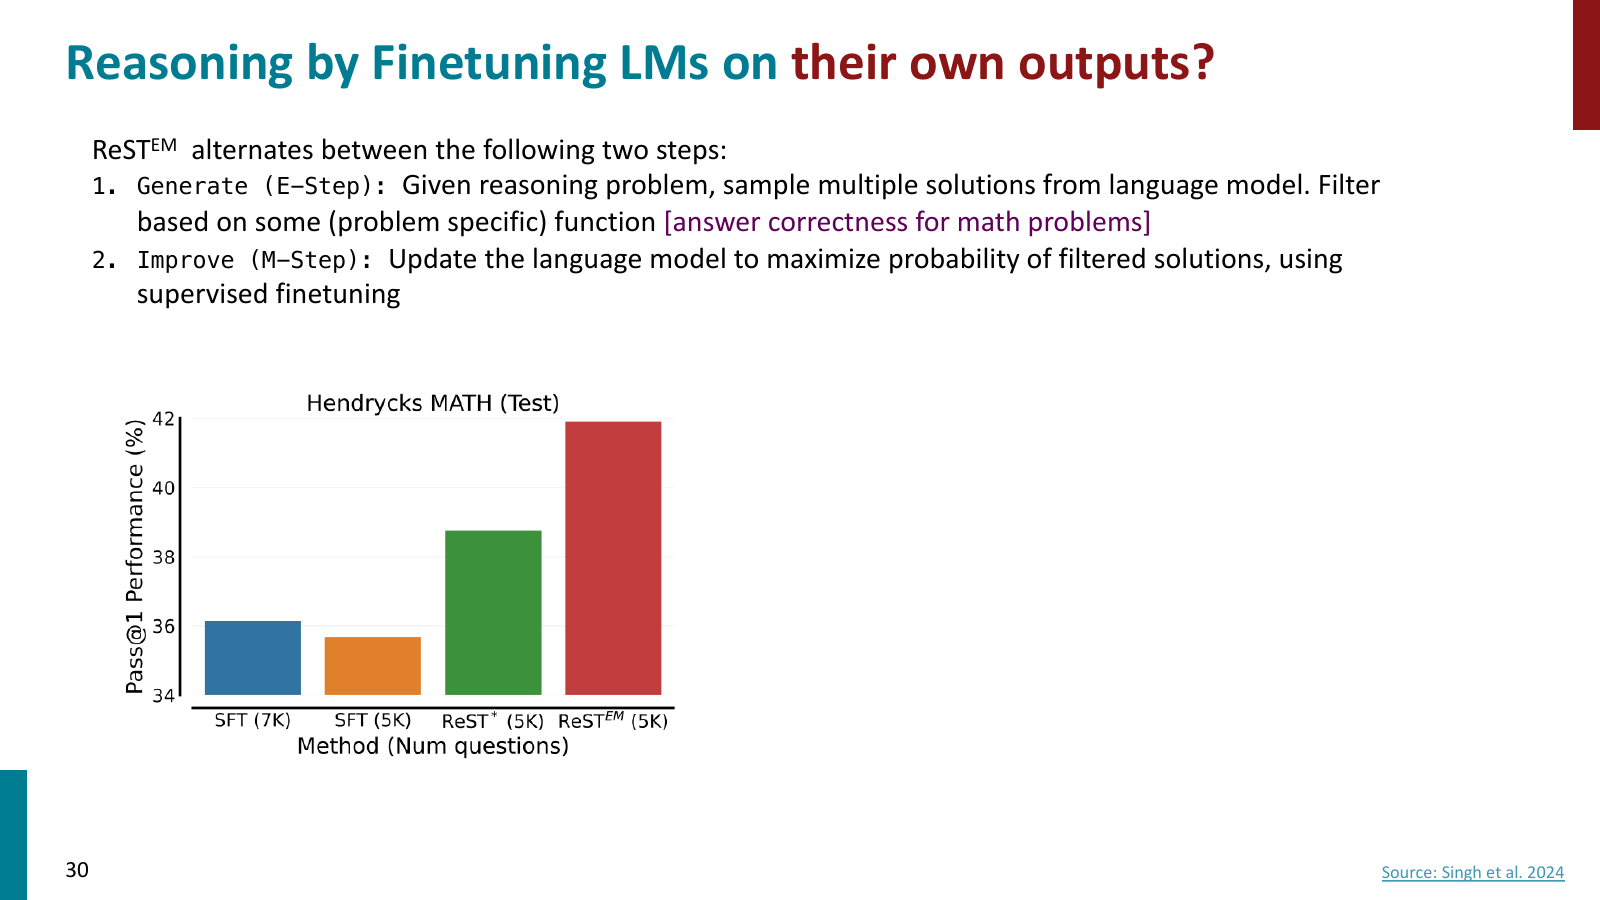 Reasoning by Finetuning LMs on their own outputs?
ReST^EM alternates between the following two steps:
1. Generate (E–Step): Given reasoning problem, sample multiple solutions from language model. Filter
based on some (problem specific) function [answer correctness for math problems]
2. Improve (M–Step): Update the language model to maximize probability of filtered solutions, using
supervised finetuning
Hendrycks MATH (Test)
Pass@1 Performance (%)
42
40
38
36
34
SFT (7K) SFT (5K) ReST^* (5K) ReST^EM (5K)
Method (Num questions)
30
Source: Singh et al. 2024